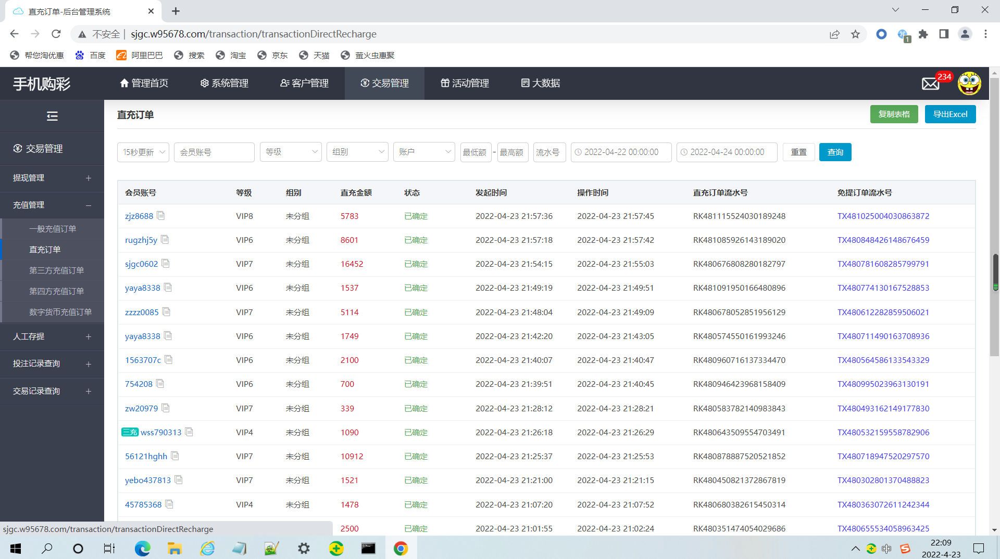 直充订单-后台管理系统
不安全 | sjgc.w95678.com/transaction/transactionDirectRecharge
1
帮您淘优惠 百度 阿里巴巴 搜索 淘宝 京东 天猫 萤火虫惠聚
手机购彩 管理首页 系统管理 客户管理 交易管理 活动管理 大数据 234
交易管理
提现管理 +
充值管理 −
一般充值订单
直充订单
第三方充值订单
第四方充值订单
数字货币充值订单
人工存提 +
投注记录查询 +
交易记录查询 +
直充订单 复制表格 导出Excel
15秒更新 会员账号 等级 组别 账户 最低额 - 最高额 流水号 2022-04-22 00:00:00 2022-04-24 00:00:00 重置 查询
会员账号 等级 组别 直充金额 状态 发起时间 操作时间 直充订单流水号 免提订单流水号
zjz8688 VIP8 未分组 5783 已确定 2022-04-23 21:57:36 2022-04-23 21:57:45 RK481115524030189248 TX481025004030863872
rugzhj5y VIP6 未分组 8601 已确定 2022-04-23 21:57:18 2022-04-23 21:57:42 RK481085926143189020 TX480848426148676459
sjgc0602 VIP7 未分组 16452 已确定 2022-04-23 21:54:15 2022-04-23 21:55:03 RK480676808280182797 TX480781608285799791
yaya8338 VIP6 未分组 1537 已确定 2022-04-23 21:49:19 2022-04-23 21:49:51 RK481091950166480896 TX480774130167528853
zzzz0085 VIP7 未分组 5114 已确定 2022-04-23 21:48:04 2022-04-23 21:49:09 RK480678052851956129 TX480612282859506021
yaya8338 VIP6 未分组 1749 已确定 2022-04-23 21:42:20 2022-04-23 21:43:05 RK480574550161993246 TX480711490163708936
1563707c VIP6 未分组 2100 已确定 2022-04-23 21:40:07 2022-04-23 21:40:47 RK480960716137334470 TX480564586133543329
754208 VIP6 未分组 700 已确定 2022-04-23 21:39:51 2022-04-23 21:40:45 RK480946423968158409 TX480995023963130191
zw20979 VIP7 未分组 339 已确定 2022-04-23 21:28:12 2022-04-23 21:28:21 RK480583782140983843 TX480493162149177830
三充 wss790313 VIP4 未分组 1090 已确定 2022-04-23 21:26:18 2022-04-23 21:26:29 RK480643509554703491 TX480532159558782906
56121hghh VIP7 未分组 10912 已确定 2022-04-23 21:25:37 2022-04-23 21:25:53 RK480878887520521852 TX480718947520297570
yebo437813 VIP7 未分组 1521 已确定 2022-04-23 21:21:00 2022-04-23 21:21:15 RK480450821372867819 TX480302801370488823
45785368 VIP4 未分组 1478 已确定 2022-04-23 21:07:20 2022-04-23 21:07:52 RK480680382615450314 TX480363072611242344
2500 已确定 2022-04-23 21:01:55 2022-04-23 21:02:24 RK480351474054029686 TX480655534058963425
sjgc.w95678.com/transaction/transactionDirectRecharge
中 22:09
2022-4-23